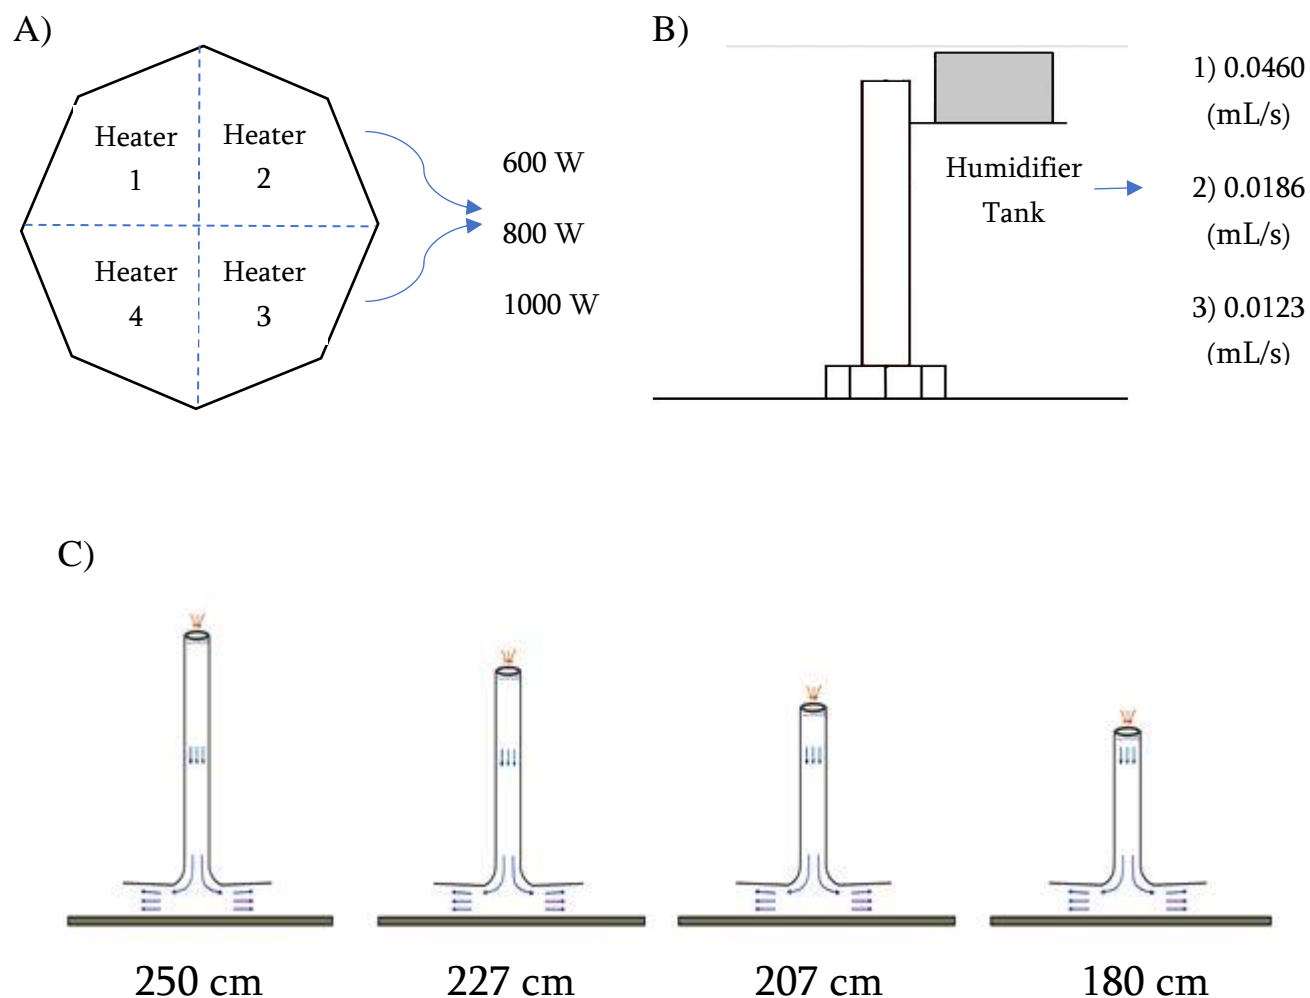 A)
Heater
1
Heater
2
Heater
4
Heater
3
600 W
800 W
1000 W
B)
Humidifier
Tank
1) 0.0460
(mL/s)
2) 0.0186
(mL/s)
3) 0.0123
(mL/s)
C)
250 cm
227 cm
207 cm
180 cm